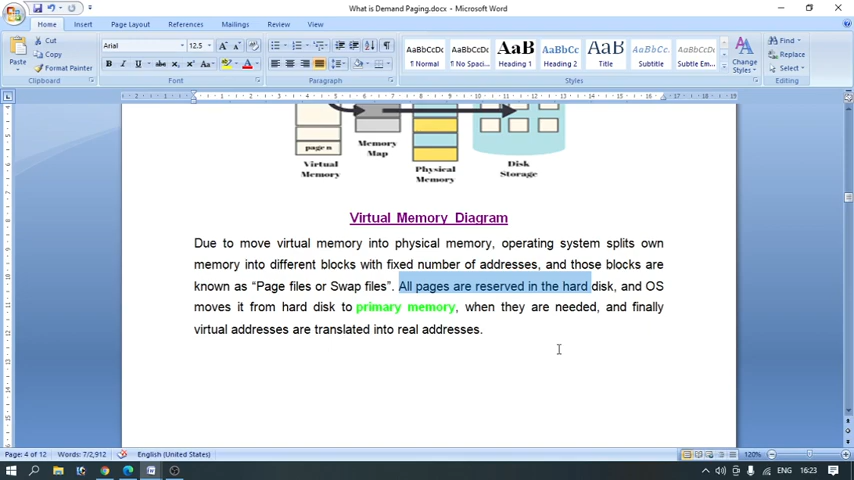 What is Demand Paging.docx - Microsoft Word
Home Insert Page Layout References Mailings Review View
Cut
Copy
Format Painter
Paste
Clipboard
Arial 12.5
Font
Paragraph
AaBbCcDc AaBbCcDc AaBbC AaBbCc AaBb AaBbCc AaBbCcDc
¶ Normal ¶ No Spaci... Heading 1 Heading 2 Title Subtitle Subtle Em...
Styles
Change Styles
Find
Replace
Select
Editing
page n
Virtual Memory
Memory Map
Physical Memory
Disk Storage
Virtual Memory Diagram
Due to move virtual memory into physical memory, operating system splits own
memory into different blocks with fixed number of addresses, and those blocks are
known as “Page files or Swap files”. All pages are reserved in the hard disk, and OS
moves it from hard disk to primary memory, when they are needed, and finally
virtual addresses are translated into real addresses.
Page: 4 of 12 Words: 7/2,912 English (United States) 120%
ENG 16:23